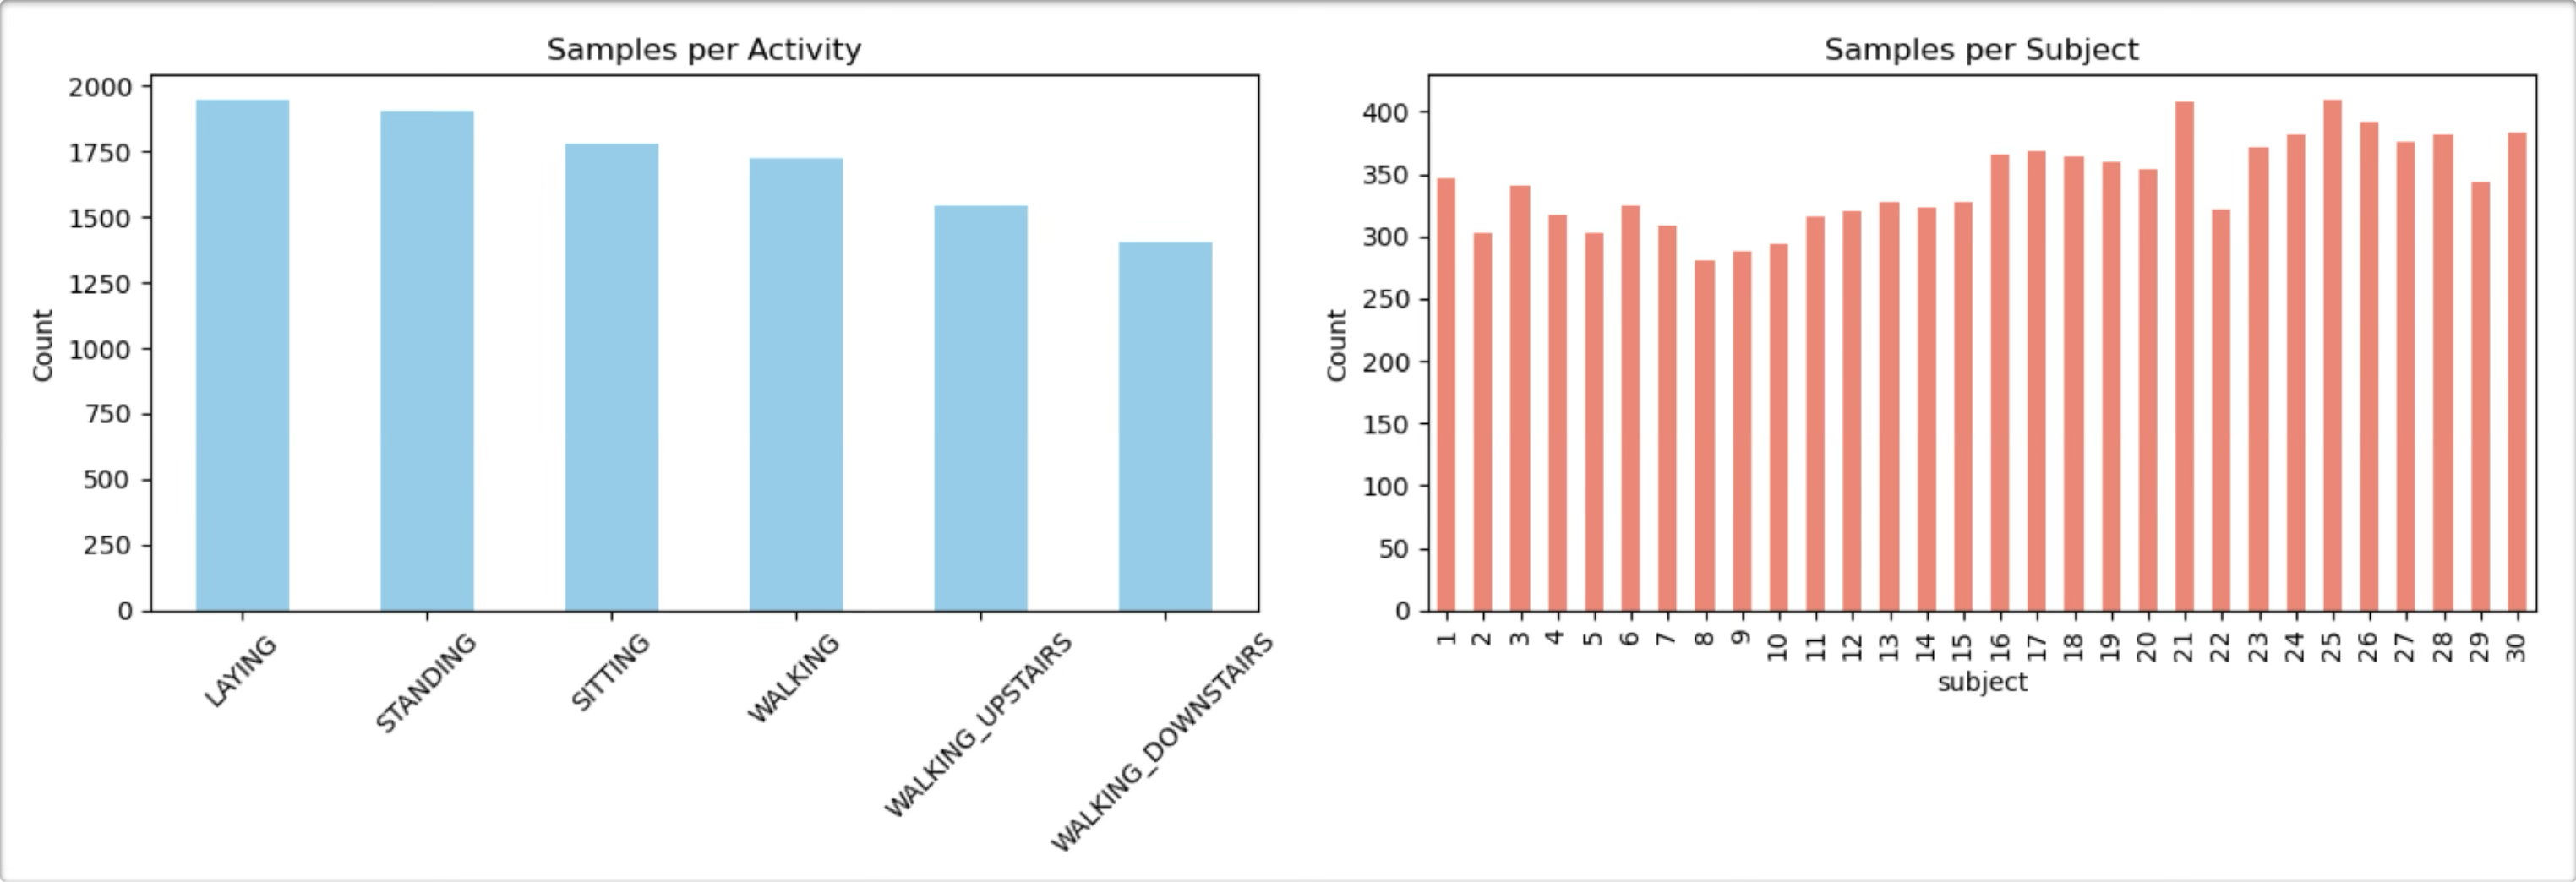 Samples per Activity
Count
2000
1750
1500
1250
1000
750
500
250
0
LAYING
STANDING
SITTING
WALKING
WALKING_UPSTAIRS
WALKING_DOWNSTAIRS
Samples per Subject
Count
400
350
300
250
200
150
100
50
0
1 2 3 4 5 6 7 8 9 10 11 12 13 14 15 16 17 18 19 20 21 22 23 24 25 26 27 28 29 30
subject